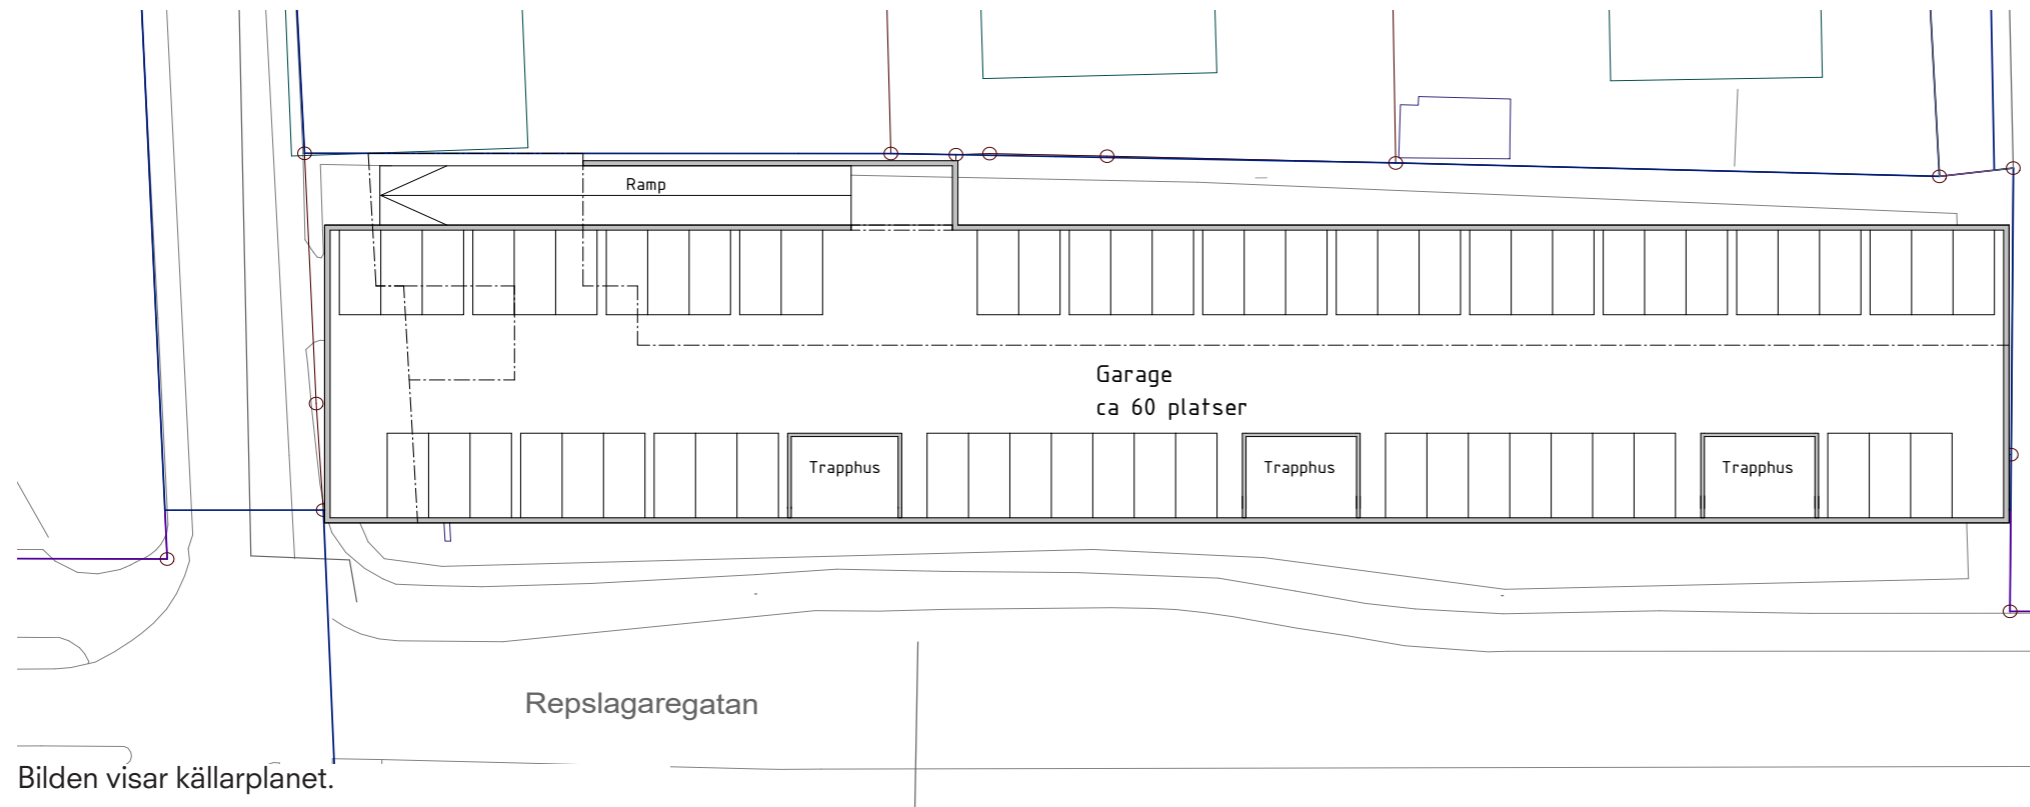 Ramp
Garage
ca 60 platser
Trapphus
Trapphus
Trapphus
Repslagaregatan
Bilden visar källarplanet.